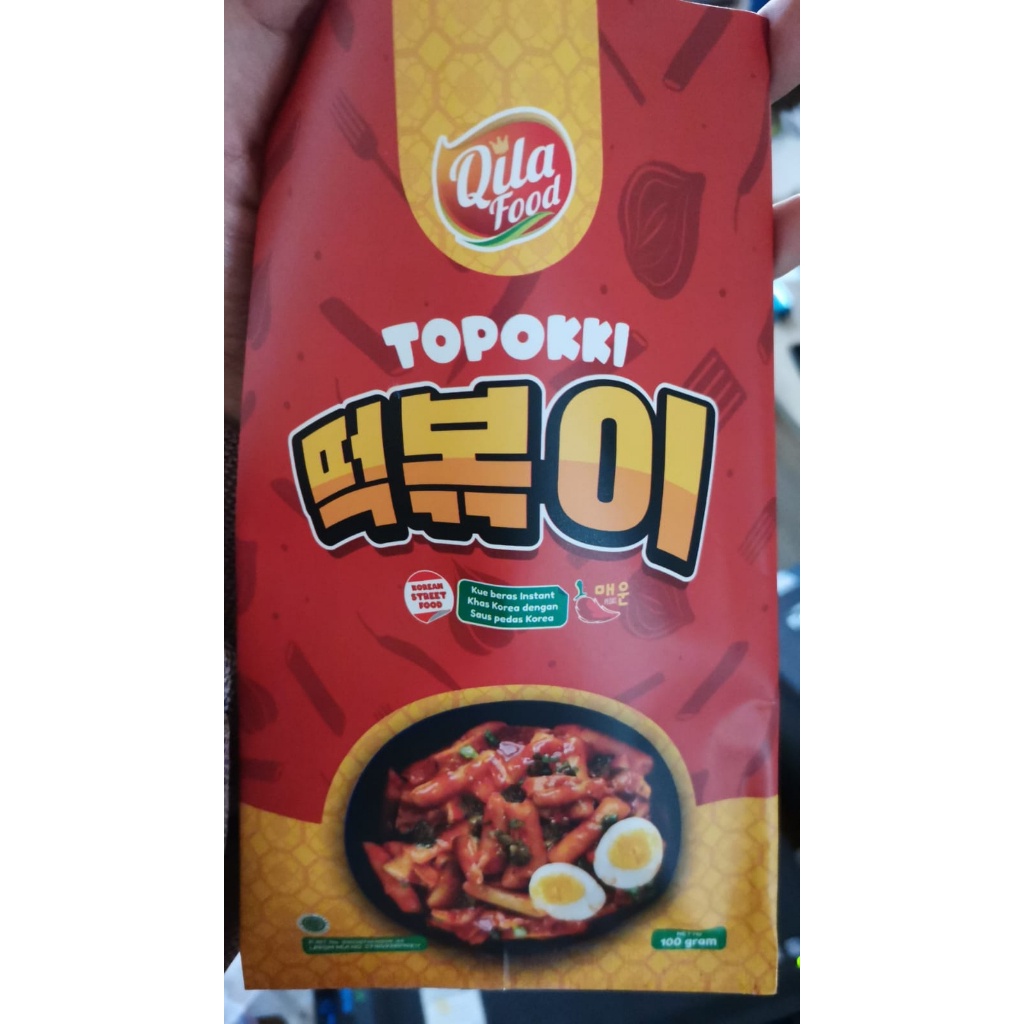 Qila
Food
TOPOKKI
떡볶이
KOREAN
STREET
FOOD
Kue beras Instant
Khas Korea dengan
Saus pedas Korea
매운
100 gram